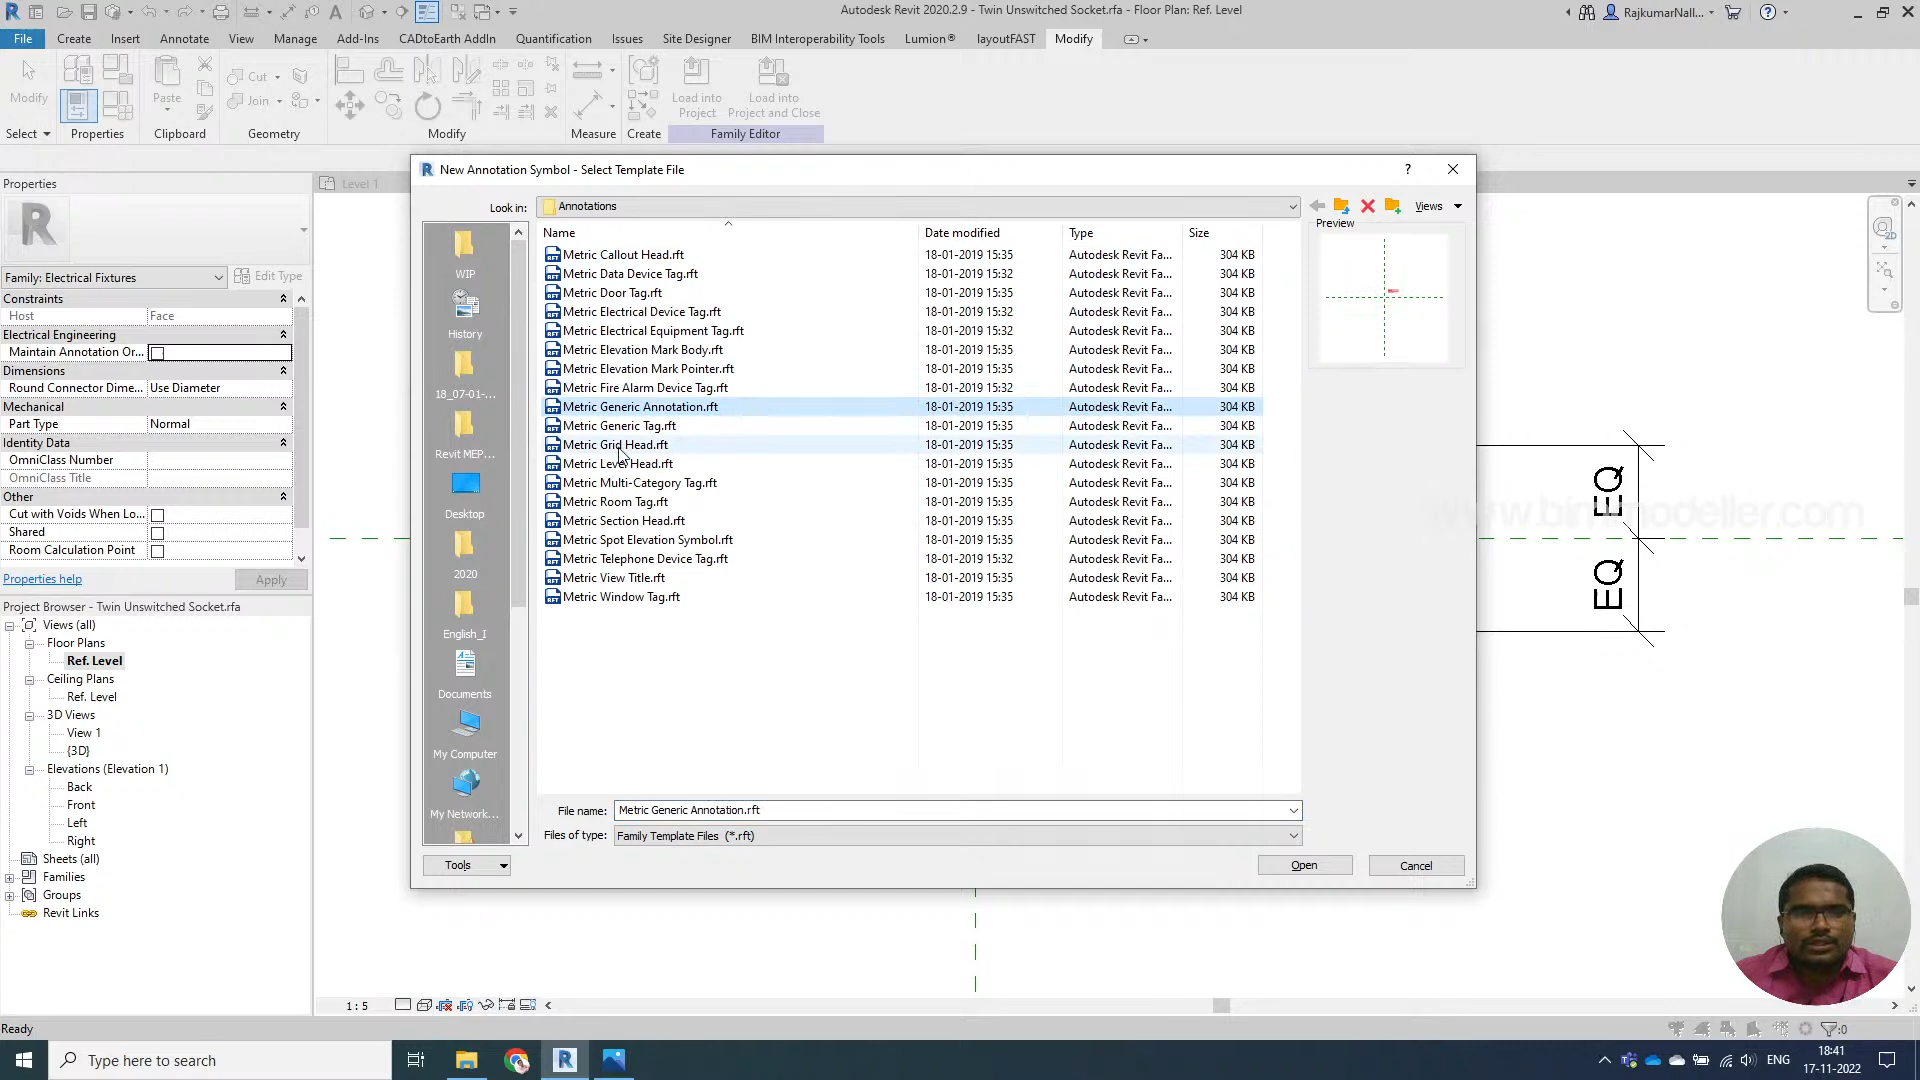 Autodesk Revit 2020.2.9 - Twin Unswitched Socket.rfa - Floor Plan: Ref. Level
RajkumarNall...
File Create Insert Annotate View Manage Add-Ins CADtoEarth AddIn Quantification Issues Site Designer BIM Interoperability Tools Lumion® layoutFAST Modify
Modify
Paste
Cut
Join
Load into Project
Load into Project and Close
Select Properties Clipboard Geometry Modify Measure Create Family Editor
Properties
Level 1
Family: Electrical Fixtures
Edit Type
Constraints
Host Face
Electrical Engineering
Maintain Annotation Or...
Dimensions
Round Connector Dime... Use Diameter
Mechanical
Part Type Normal
Identity Data
OmniClass Number
OmniClass Title
Other
Cut with Voids When Lo...
Shared
Room Calculation Point
Properties help
Apply
Project Browser - Twin Unswitched Socket.rfa
Views (all)
Floor Plans
Ref. Level
Ceiling Plans
Ref. Level
3D Views
View 1
{3D}
Elevations (Elevation 1)
Back
Front
Left
Right
Sheets (all)
Families
Groups
Revit Links
New Annotation Symbol - Select Template File
?
Look in: Annotations
Views
Preview
WIP
History
18_07-01-...
Revit MEP...
Desktop
2020
English_I
Documents
My Computer
My Network...
Name Date modified Type Size
Metric Callout Head.rft 18-01-2019 15:35 Autodesk Revit Fa... 304 KB
Metric Data Device Tag.rft 18-01-2019 15:32 Autodesk Revit Fa... 304 KB
Metric Door Tag.rft 18-01-2019 15:35 Autodesk Revit Fa... 304 KB
Metric Electrical Device Tag.rft 18-01-2019 15:32 Autodesk Revit Fa... 304 KB
Metric Electrical Equipment Tag.rft 18-01-2019 15:32 Autodesk Revit Fa... 304 KB
Metric Elevation Mark Body.rft 18-01-2019 15:35 Autodesk Revit Fa... 304 KB
Metric Elevation Mark Pointer.rft 18-01-2019 15:35 Autodesk Revit Fa... 304 KB
Metric Fire Alarm Device Tag.rft 18-01-2019 15:32 Autodesk Revit Fa... 304 KB
Metric Generic Annotation.rft 18-01-2019 15:35 Autodesk Revit Fa... 304 KB
Metric Generic Tag.rft 18-01-2019 15:35 Autodesk Revit Fa... 304 KB
Metric Grid Head.rft 18-01-2019 15:35 Autodesk Revit Fa... 304 KB
Metric Level Head.rft 18-01-2019 15:35 Autodesk Revit Fa... 304 KB
Metric Multi-Category Tag.rft 18-01-2019 15:35 Autodesk Revit Fa... 304 KB
Metric Room Tag.rft 18-01-2019 15:35 Autodesk Revit Fa... 304 KB
Metric Section Head.rft 18-01-2019 15:35 Autodesk Revit Fa... 304 KB
Metric Spot Elevation Symbol.rft 18-01-2019 15:35 Autodesk Revit Fa... 304 KB
Metric Telephone Device Tag.rft 18-01-2019 15:32 Autodesk Revit Fa... 304 KB
Metric View Title.rft 18-01-2019 15:35 Autodesk Revit Fa... 304 KB
Metric Window Tag.rft 18-01-2019 15:35 Autodesk Revit Fa... 304 KB
File name: Metric Generic Annotation.rft
Files of type: Family Template Files (*.rft)
Tools
Open
Cancel
EQ
EQ
www.bimmodeller.com
2D
1 : 5
Ready
:0
Type here to search
ENG
18:41
17-11-2022